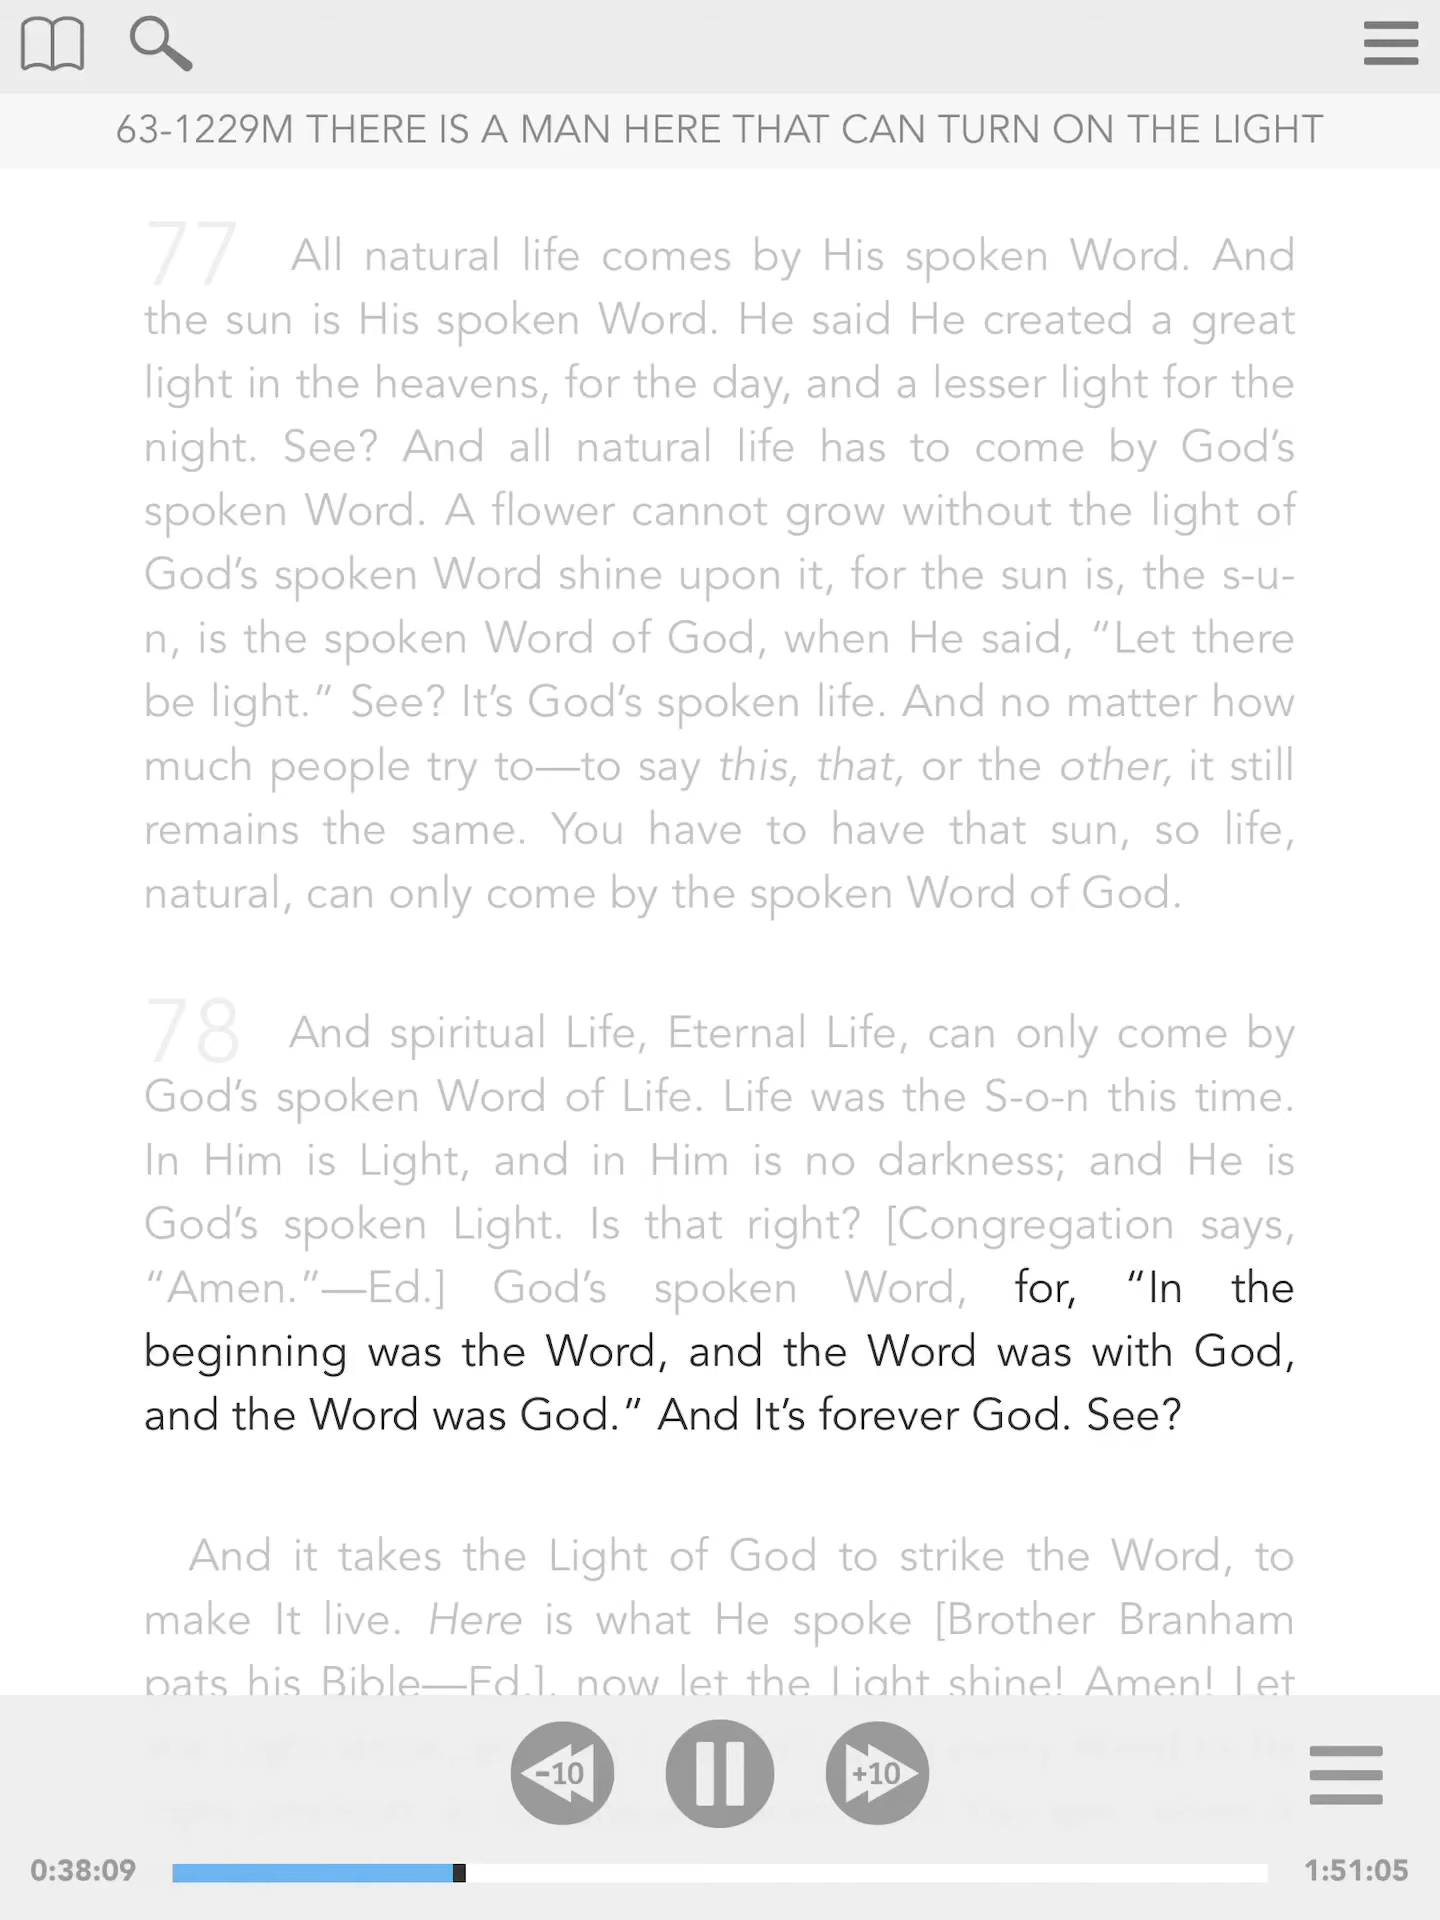 63-1229M THERE IS A MAN HERE THAT CAN TURN ON THE LIGHT
77 All natural life comes by His spoken Word. And
the sun is His spoken Word. He said He created a great
light in the heavens, for the day, and a lesser light for the
night. See? And all natural life has to come by God’s
spoken Word. A flower cannot grow without the light of
God’s spoken Word shine upon it, for the sun is, the s-u-
n, is the spoken Word of God, when He said, “Let there
be light.” See? It’s God’s spoken life. And no matter how
much people try to—to say this, that, or the other, it still
remains the same. You have to have that sun, so life,
natural, can only come by the spoken Word of God.
78 And spiritual Life, Eternal Life, can only come by
God’s spoken Word of Life. Life was the S-o-n this time.
In Him is Light, and in Him is no darkness; and He is
God’s spoken Light. Is that right? [Congregation says,
“Amen.”—Ed.] God’s spoken Word, for, “In the
beginning was the Word, and the Word was with God,
and the Word was God.” And It’s forever God. See?
And it takes the Light of God to strike the Word, to
make It live. Here is what He spoke [Brother Branham
pats his Bible—Ed.], now let the Light shine! Amen! Let
-10 +10
0:38:09 1:51:05